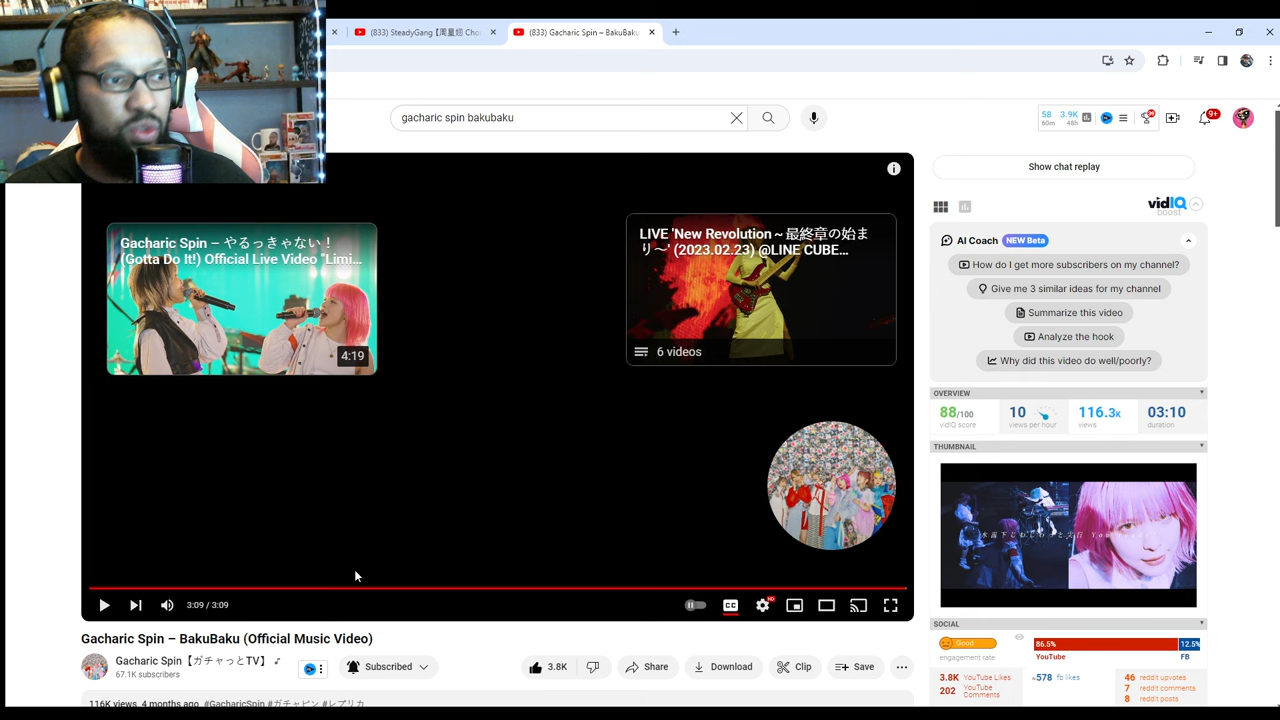 (833) SteadyGang【周星翅 Cho
(833) Gacharic Spin – BakuBaku
gacharic spin bakubaku
58
60m
3.9K
48h
9+
Show chat replay
Gacharic Spin – やるっきゃない！
(Gotta Do It!) Official Live Video "Limi...
4:19
LIVE 'New Revolution～最終章の始ま
り～' (2023.02.23) @LINE CUBE...
6 videos
vidIQ
boost
AI Coach NEW Beta
How do I get more subscribers on my channel?
Give me 3 similar ideas for my channel
Summarize this video
Analyze the hook
Why did this video do well/poorly?
OVERVIEW
88/100
vidIQ score
10
views per hour
116.3K
views
03:10
duration
THUMBNAIL
3:09 / 3:09
CC
HD
SOCIAL
Good
engagement rate
86.5%
12.5%
YouTube
FB
3.8K YouTube Likes
202 YouTube Comments
≈578 fb likes
46 reddit upvotes
7 reddit comments
8 reddit posts
Gacharic Spin – BakuBaku (Official Music Video)
Gacharic Spin【ガチャっとTV】
67.1K subscribers
Subscribed
3.8K
Share
Download
Clip
Save
116K views 4 months ago #GacharicSpin #ガチャピン #レプリカ